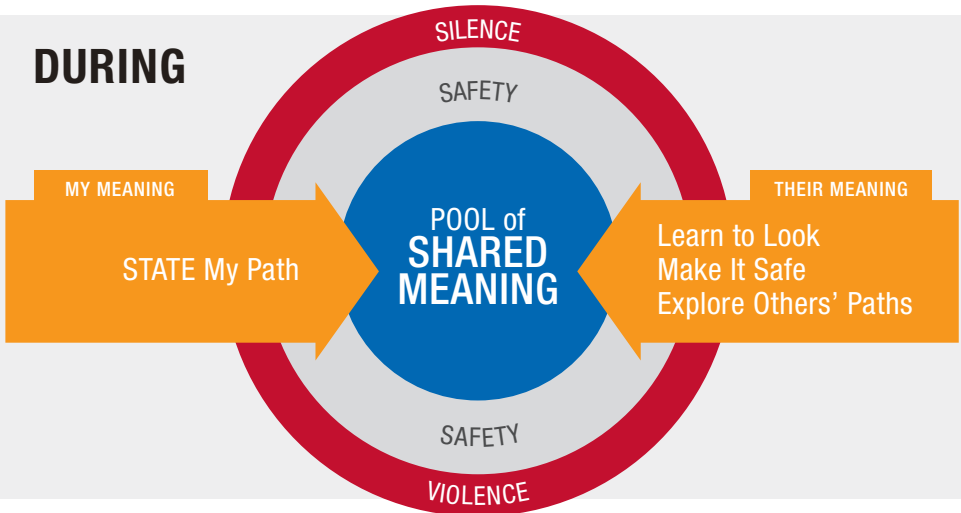 DURING
SILENCE
SAFETY
MY MEANING
STATE My Path
POOL of
SHARED
MEANING
THEIR MEANING
Learn to Look
Make It Safe
Explore Others’ Paths
SAFETY
VIOLENCE